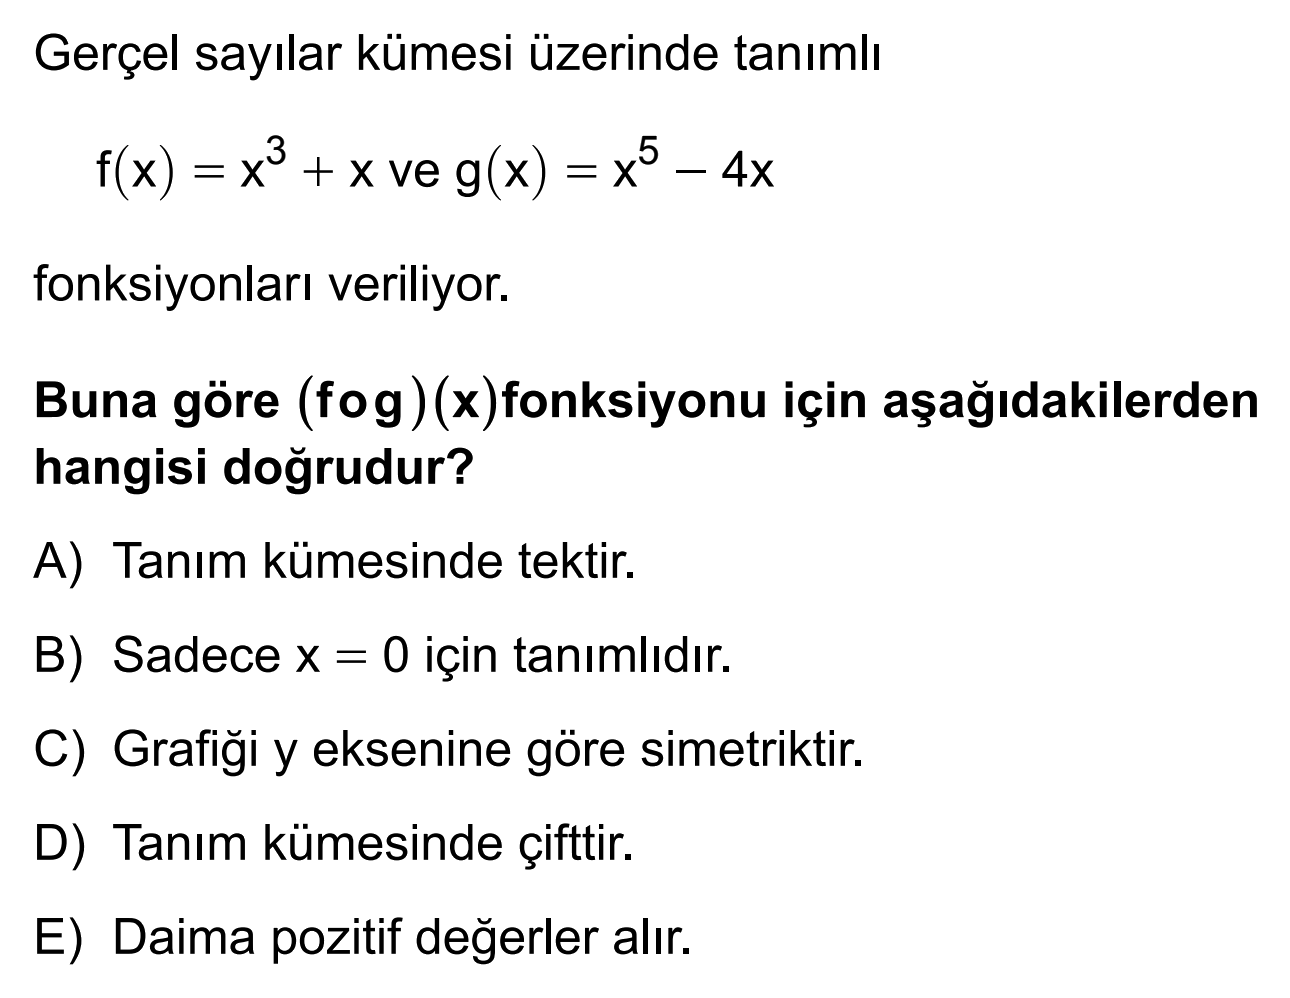 Gerçel sayılar kümesi üzerinde tanımlı
f(x) = x³ + x ve g(x) = x⁵ − 4x
fonksiyonları veriliyor.
Buna göre (fog)(x)fonksiyonu için aşağıdakilerden
hangisi doğrudur?
A) Tanım kümesinde tektir.
B) Sadece x = 0 için tanımlıdır.
C) Grafiği y eksenine göre simetriktir.
D) Tanım kümesinde çifttir.
E) Daima pozitif değerler alır.